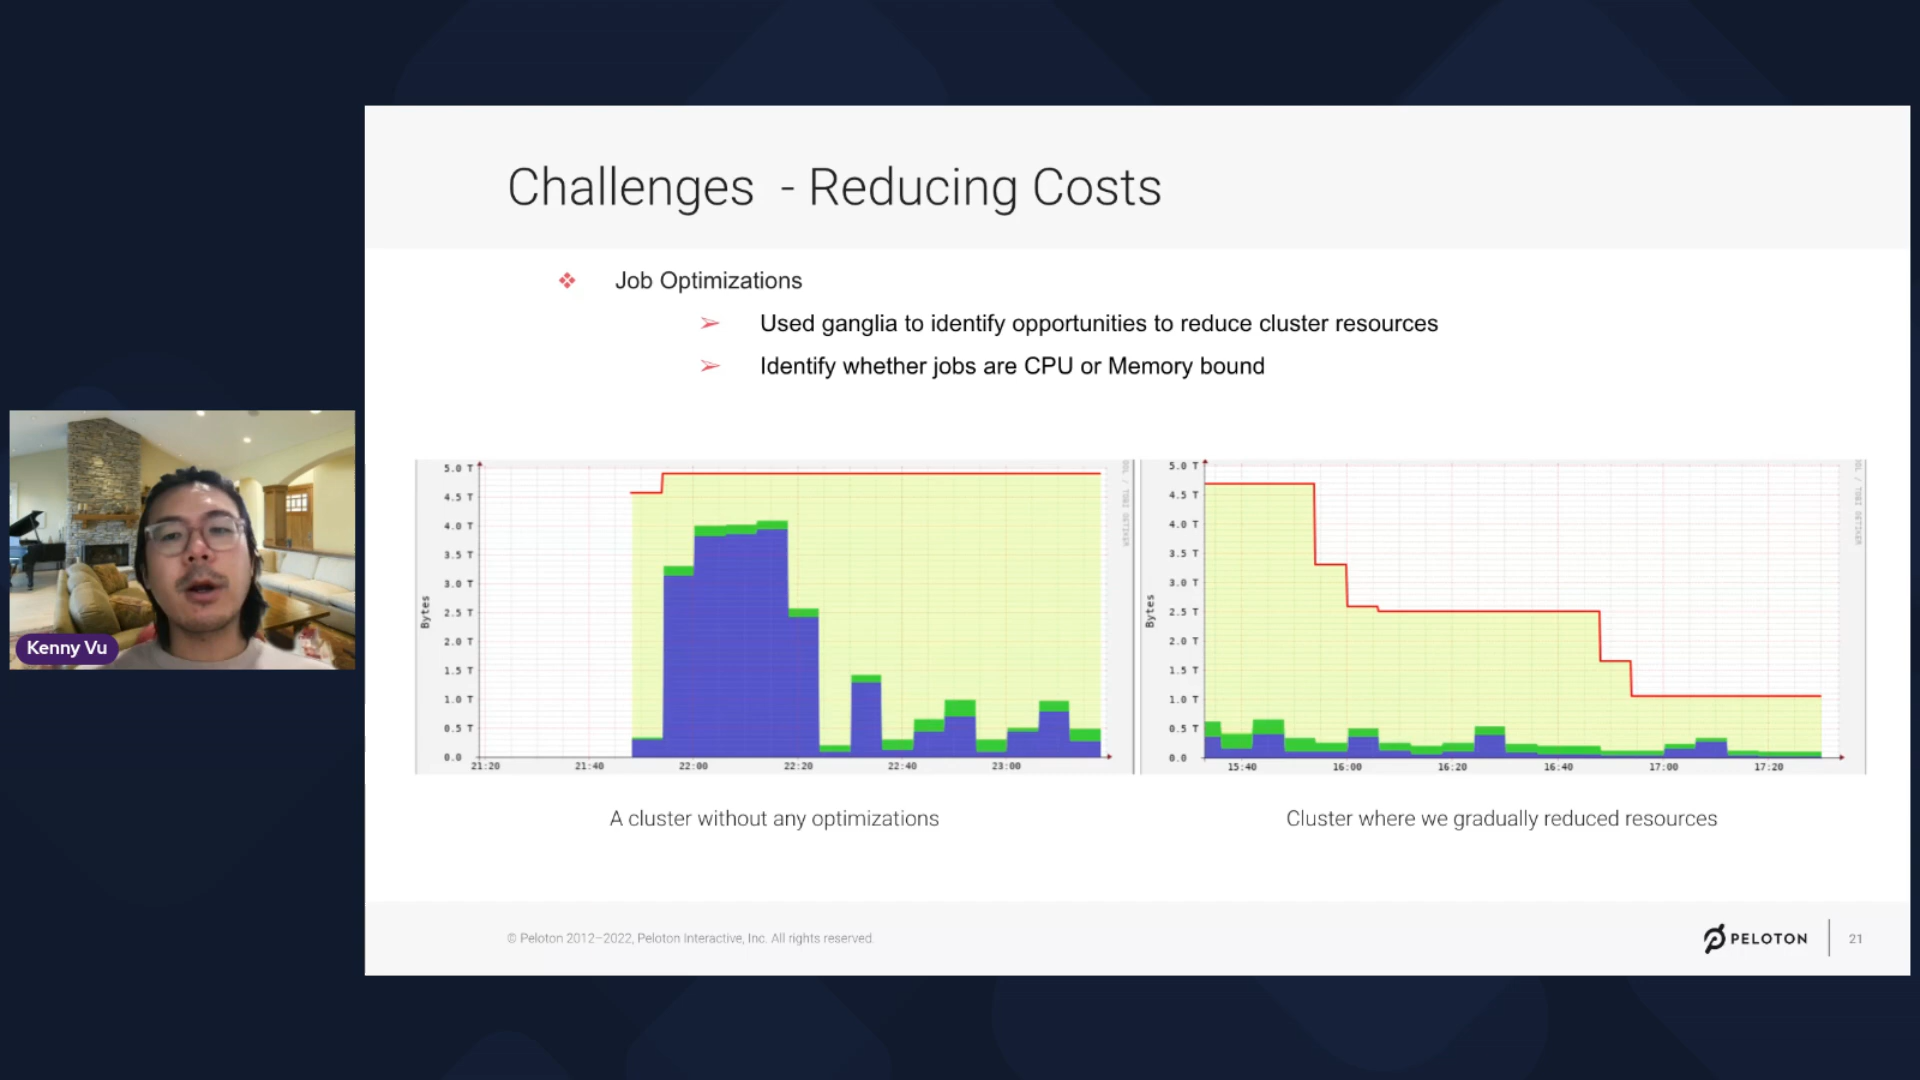 Challenges - Reducing Costs
Job Optimizations
Used ganglia to identify opportunities to reduce cluster resources
Identify whether jobs are CPU or Memory bound
Kenny Vu
Bytes
5.0 T
4.5 T
4.0 T
3.5 T
3.0 T
2.5 T
2.0 T
1.5 T
1.0 T
0.5 T
0.0
21:20 21:40 22:00 22:20 22:40 23:00
Bytes
5.0 T
4.5 T
4.0 T
3.5 T
3.0 T
2.5 T
2.0 T
1.5 T
1.0 T
0.5 T
0.0
15:40 16:00 16:20 16:40 17:00 17:20
A cluster without any optimizations
Cluster where we gradually reduced resources
© Peloton 2012–2022, Peloton Interactive, Inc. All rights reserved.
PELOTON
21